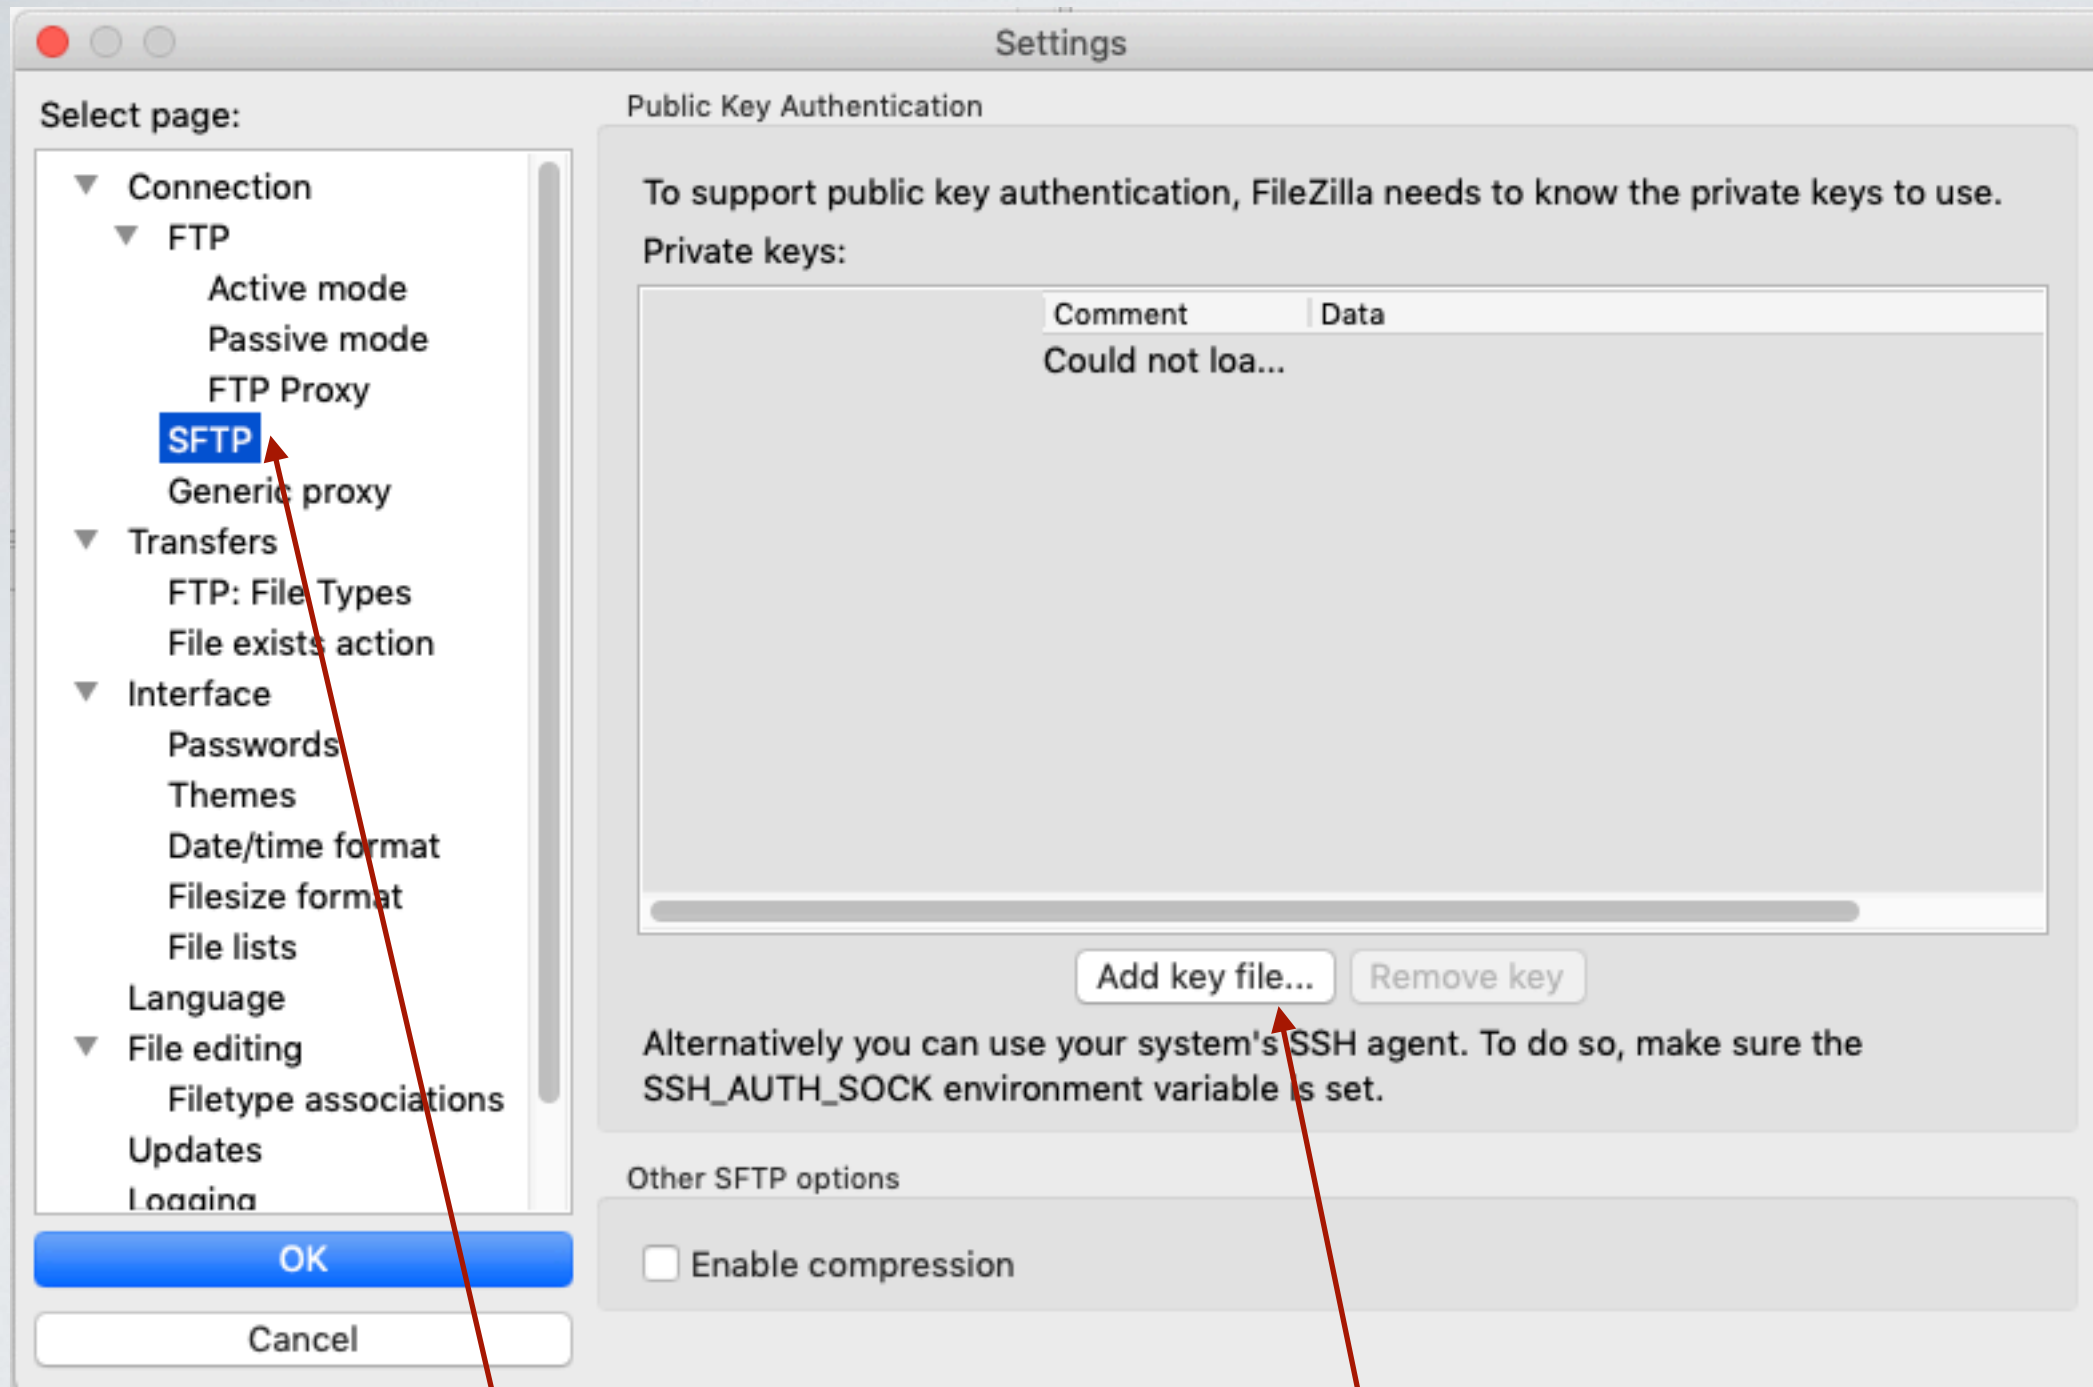 Settings
Select page:
Connection
FTP
Active mode
Passive mode
FTP Proxy
SFTP
Generic proxy
Transfers
FTP: File Types
File exists action
Interface
Passwords
Themes
Date/time format
Filesize format
File lists
Language
File editing
Filetype associations
Updates
Logging
OK
Cancel
Public Key Authentication
To support public key authentication, FileZilla needs to know the private keys to use.
Private keys:
Comment Data
Could not loa...
Add key file... Remove key
Alternatively you can use your system's SSH agent. To do so, make sure the
SSH_AUTH_SOCK environment variable is set.
Other SFTP options
Enable compression